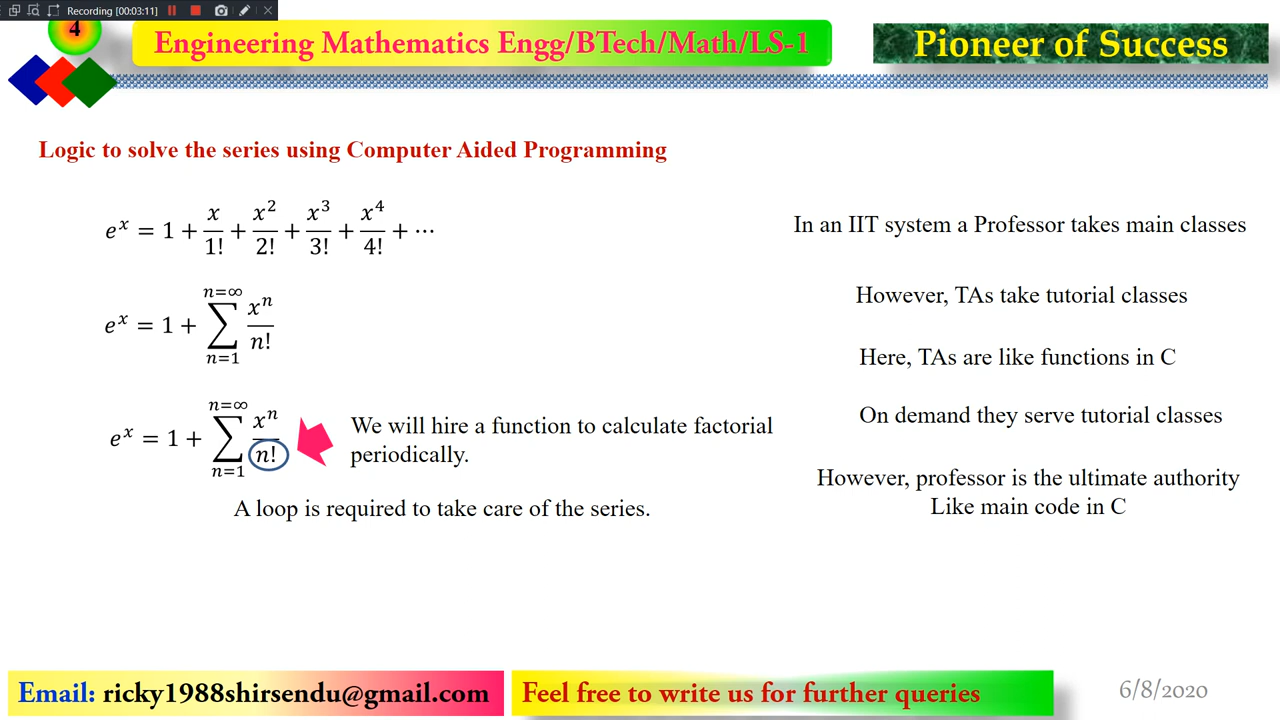 Recording [00:03:11]
4
Engineering Mathematics Engg/BTech/Math/LS-1
Pioneer of Success
Logic to solve the series using Computer Aided Programming
e^x = 1 + x/1! + x^2/2! + x^3/3! + x^4/4! + ⋯
e^x = 1 + ∑_{n=1}^{n=∞} x^n/n!
e^x = 1 + ∑_{n=1}^{n=∞} x^n/n!
We will hire a function to calculate factorial
periodically.
A loop is required to take care of the series.
In an IIT system a Professor takes main classes
However, TAs take tutorial classes
Here, TAs are like functions in C
On demand they serve tutorial classes
However, professor is the ultimate authority
Like main code in C
Email: ricky1988shirsendu@gmail.com
Feel free to write us for further queries
6/8/2020